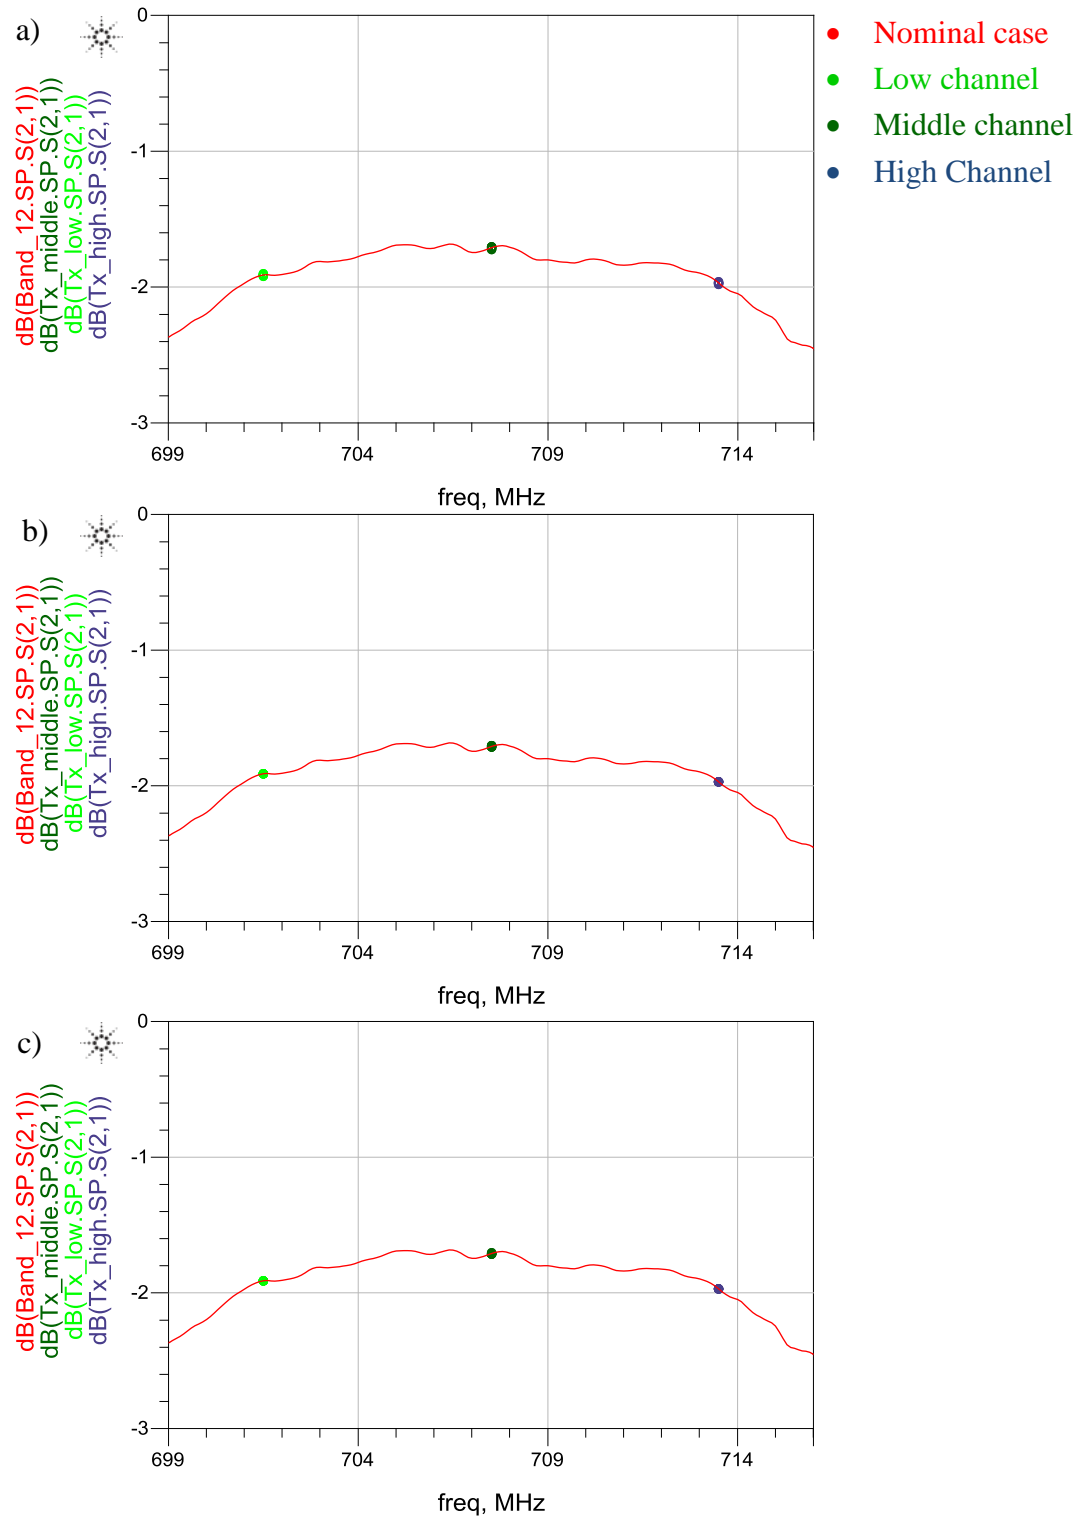 a)
dB(Band_12.SP.S(2,1))
dB(Tx_middle.SP.S(2,1))
dB(Tx_low.SP.S(2,1))
dB(Tx_high.SP.S(2,1))
0
-1
-2
-3
699 704 709 714
freq, MHz
Nominal case
Low channel
Middle channel
High Channel
b)
dB(Band_12.SP.S(2,1))
dB(Tx_middle.SP.S(2,1))
dB(Tx_low.SP.S(2,1))
dB(Tx_high.SP.S(2,1))
0
-1
-2
-3
699 704 709 714
freq, MHz
c)
dB(Band_12.SP.S(2,1))
dB(Tx_middle.SP.S(2,1))
dB(Tx_low.SP.S(2,1))
dB(Tx_high.SP.S(2,1))
0
-1
-2
-3
699 704 709 714
freq, MHz